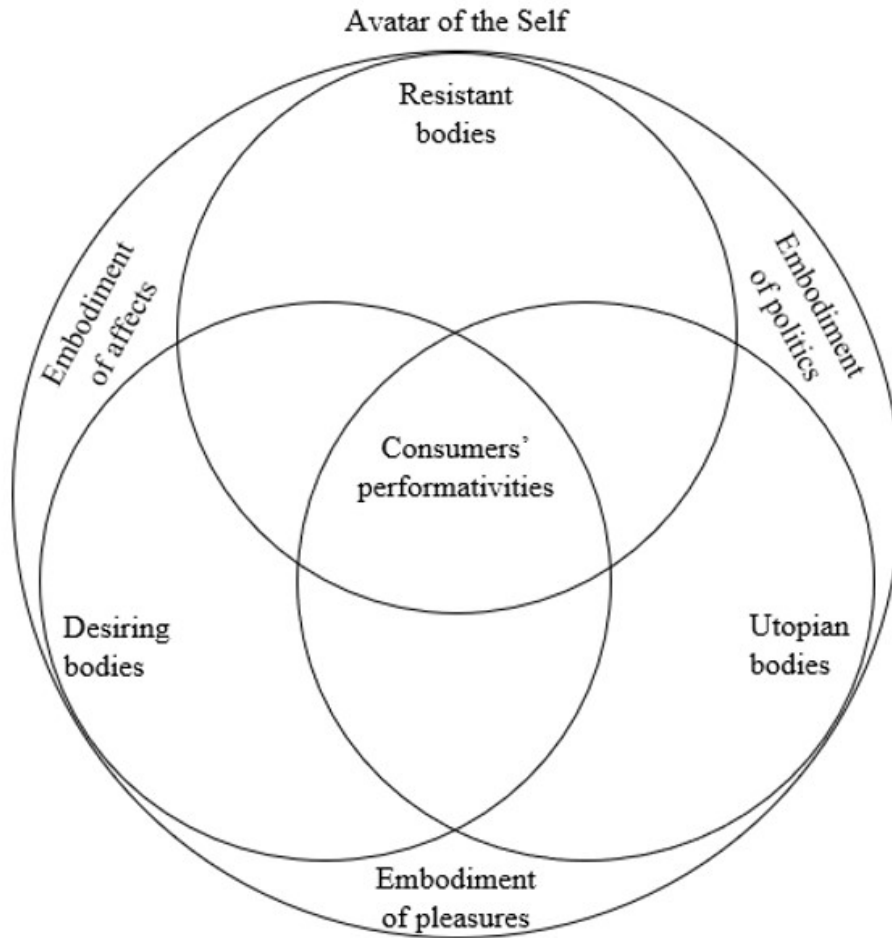 Avatar of the Self
Resistant
bodies
Embodiment
of affects
Embodiment
of politics
Consumers’
performativities
Desiring
bodies
Utopian
bodies
Embodiment
of pleasures